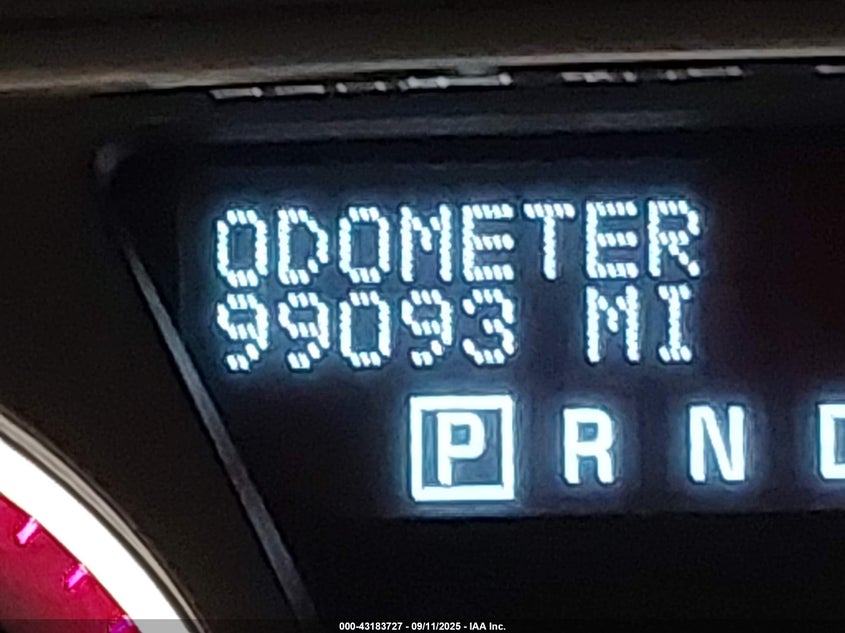 ODOMETER
99093 MI
P R N
000-43183727 - 09/11/2025 - IAA Inc.